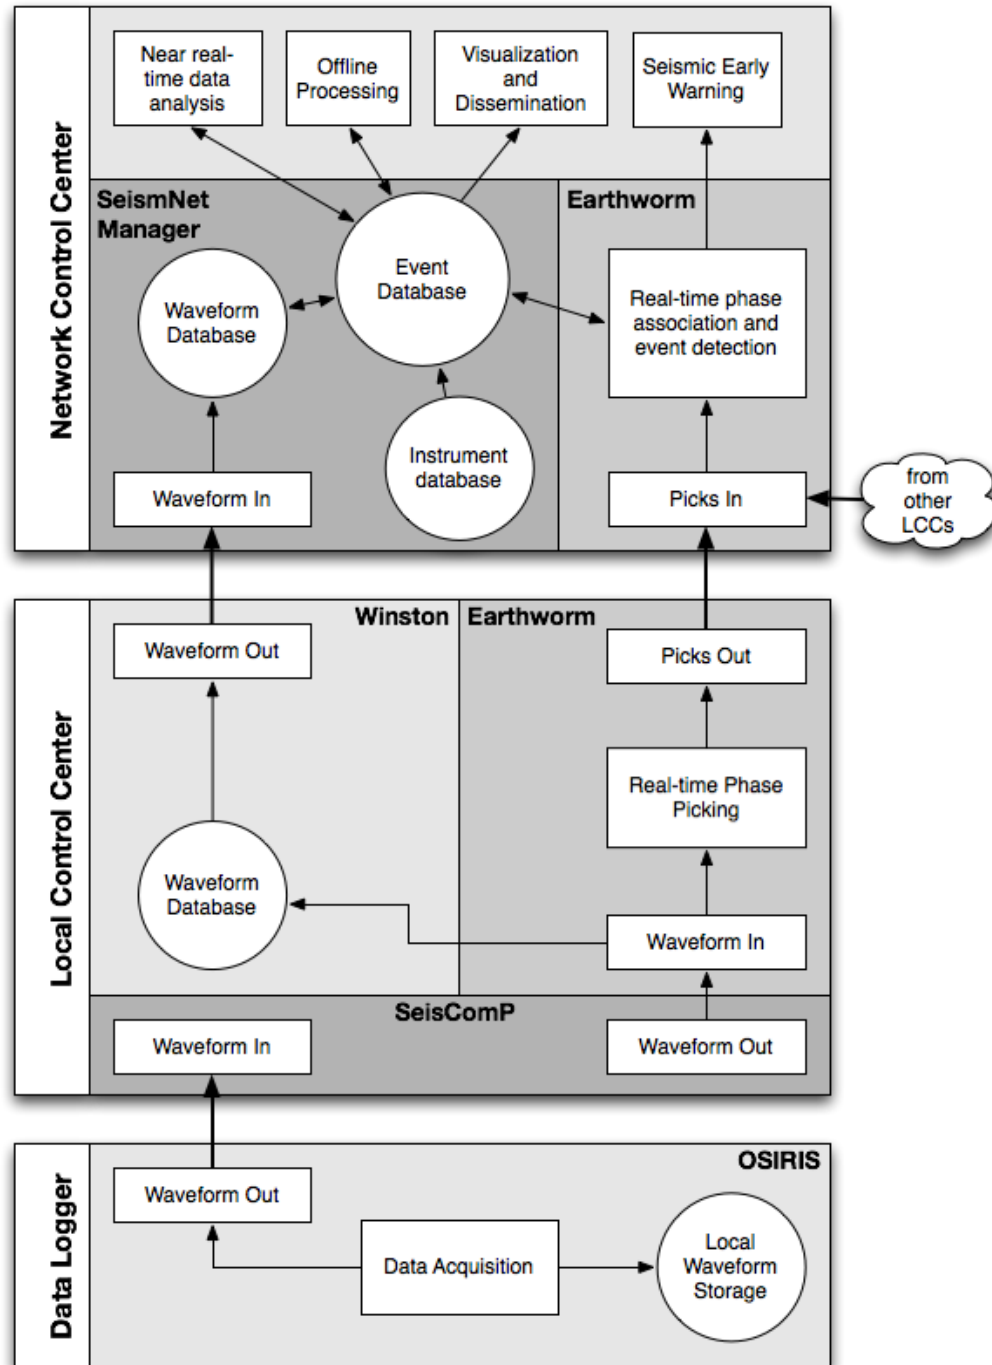 Network Control Center
Near real-
time data
analysis
Offline
Processing
Visualization
and
Dissemination
Seismic Early
Warning
SeismNet
Manager
Earthworm
Event
Database
Waveform
Database
Real-time phase
association and
event detection
Instrument
database
Waveform In
Picks In
from
other
LCCs
Local Control Center
Winston
Earthworm
Waveform Out
Picks Out
Real-time Phase
Picking
Waveform
Database
Waveform In
SeisComP
Waveform In
Waveform Out
Data Logger
OSIRIS
Waveform Out
Data Acquisition
Local
Waveform
Storage